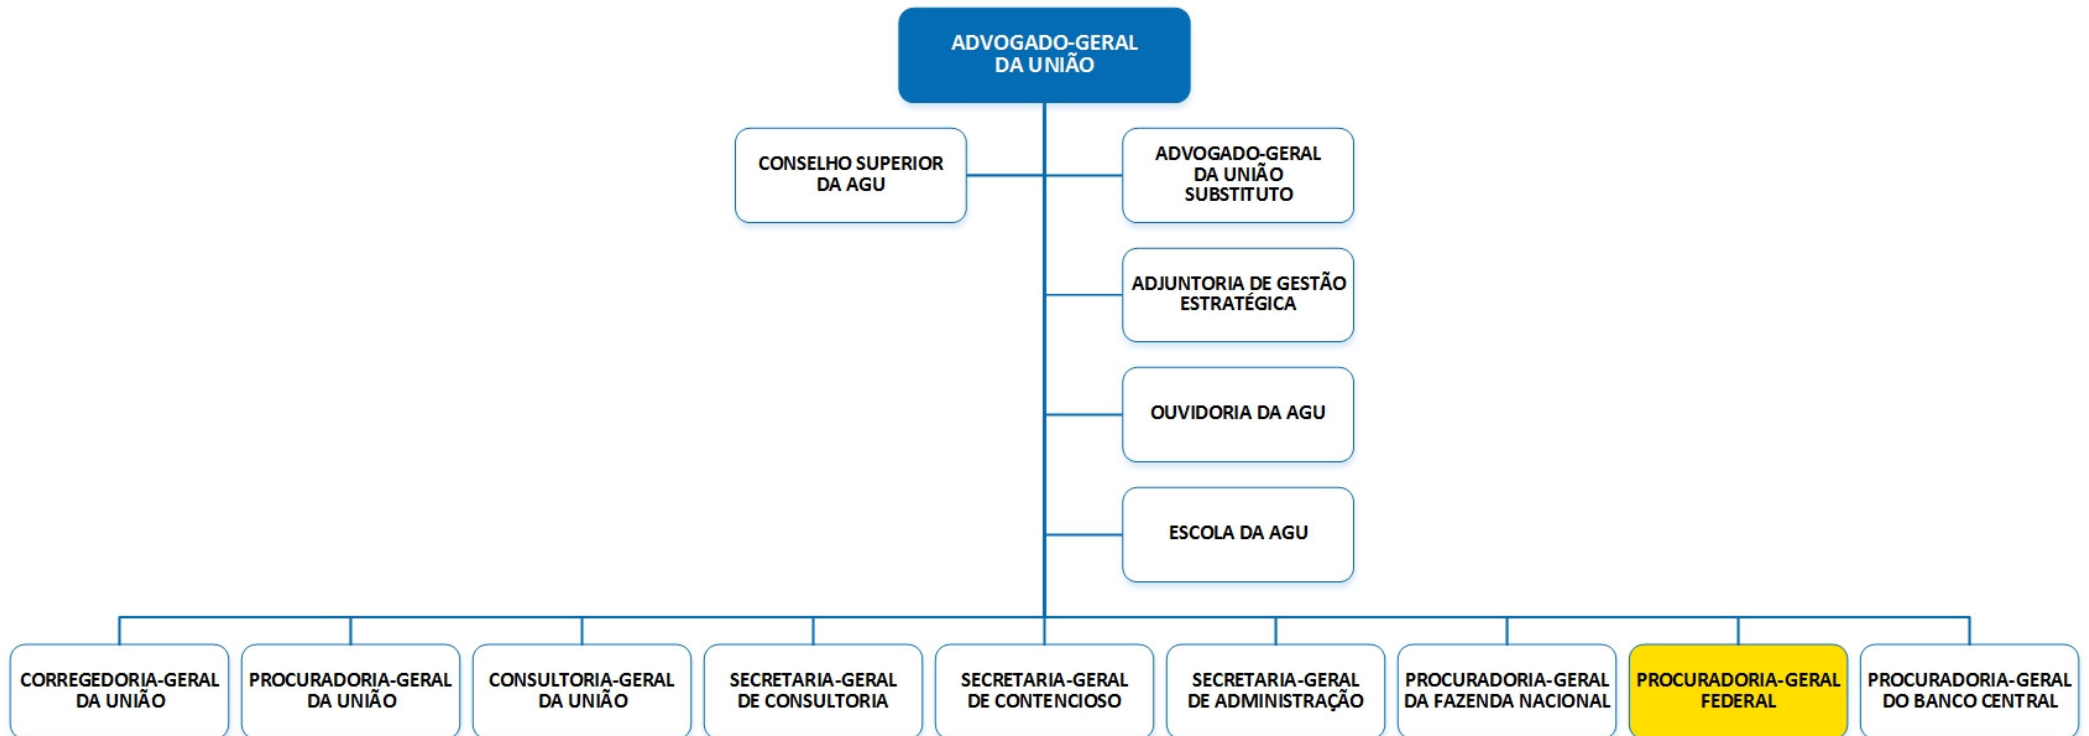 ADVOGADO-GERAL
DA UNIÃO
CONSELHO SUPERIOR
DA AGU
ADVOGADO-GERAL
DA UNIÃO
SUBSTITUTO
ADJUNTORIA DE GESTÃO
ESTRATÉGICA
OUVIDORIA DA AGU
ESCOLA DA AGU
CORREGEDORIA-GERAL
DA UNIÃO
PROCURADORIA-GERAL
DA UNIÃO
CONSULTORIA-GERAL
DA UNIÃO
SECRETARIA-GERAL
DE CONSULTORIA
SECRETARIA-GERAL
DE CONTENCIOSO
SECRETARIA-GERAL
DE ADMINISTRAÇÃO
PROCURADORIA-GERAL
DA FAZENDA NACIONAL
PROCURADORIA-GERAL
FEDERAL
PROCURADORIA-GERAL
DO BANCO CENTRAL